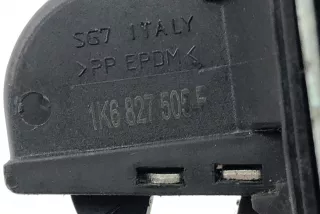 SG7 ITALY
>PP EPDM<
1K6 827 505 F